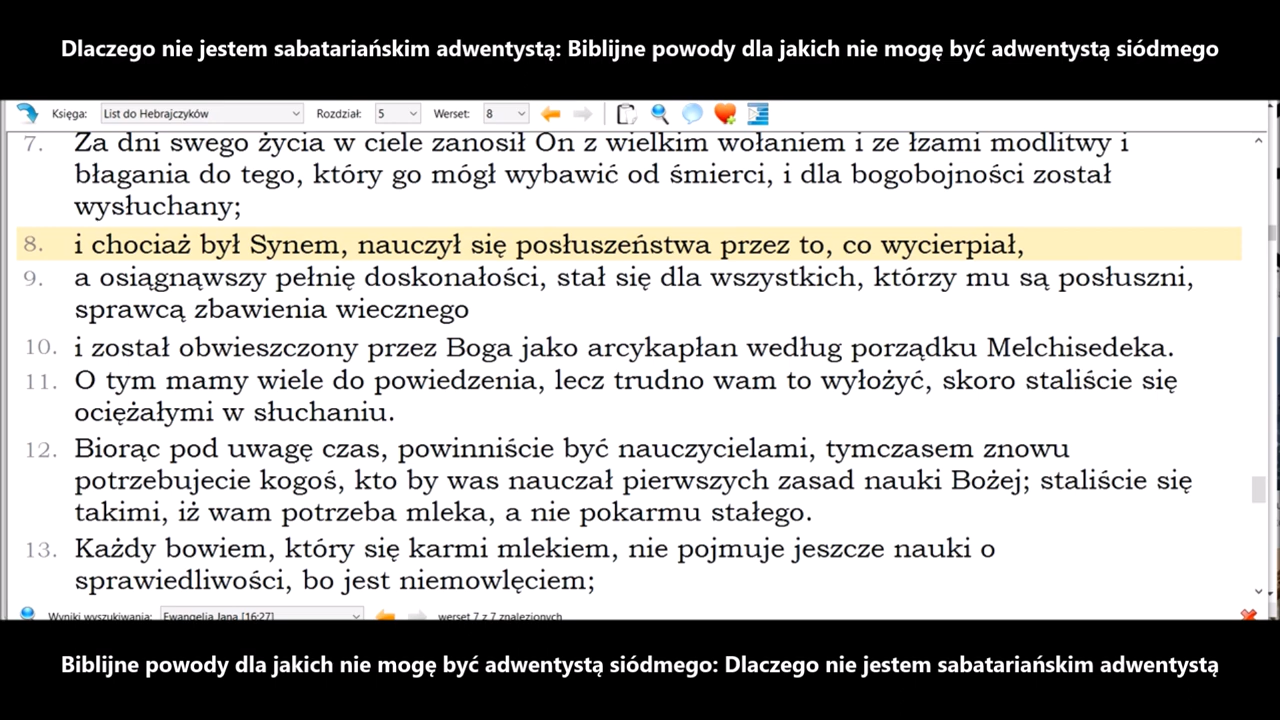 Dlaczego nie jestem sabatariańskim adwentystą: Biblijne powody dla jakich nie mogę być adwentystą siódmego
Księga: List do Hebrajczyków Rozdział: 5 Werset: 8
7. Za dni swego życia w ciele zanosił On z wielkim wołaniem i ze łzami modlitwy i
błagania do tego, który go mógł wybawić od śmierci, i dla bogobojności został
wysłuchany;
8. i chociaż był Synem, nauczył się posłuszeństwa przez to, co wycierpiał,
9. a osiągnąwszy pełnię doskonałości, stał się dla wszystkich, którzy mu są posłuszni,
sprawcą zbawienia wiecznego
10. i został obwieszczony przez Boga jako arcykapłan według porządku Melchisedeka.
11. O tym mamy wiele do powiedzenia, lecz trudno wam to wyłożyć, skoro staliście się
ociężałymi w słuchaniu.
12. Biorąc pod uwagę czas, powinniście być nauczycielami, tymczasem znowu
potrzebujecie kogoś, kto by was nauczał pierwszych zasad nauki Bożej; staliście się
takimi, iż wam potrzeba mleka, a nie pokarmu stałego.
13. Każdy bowiem, który się karmi mlekiem, nie pojmuje jeszcze nauki o
sprawiedliwości, bo jest niemowlęciem;
Wyniki wyszukiwania: Ewangelia Jana [16:27] werset 7 z 7 znalezionych
Biblijne powody dla jakich nie mogę być adwentystą siódmego: Dlaczego nie jestem sabatariańskim adwentystą